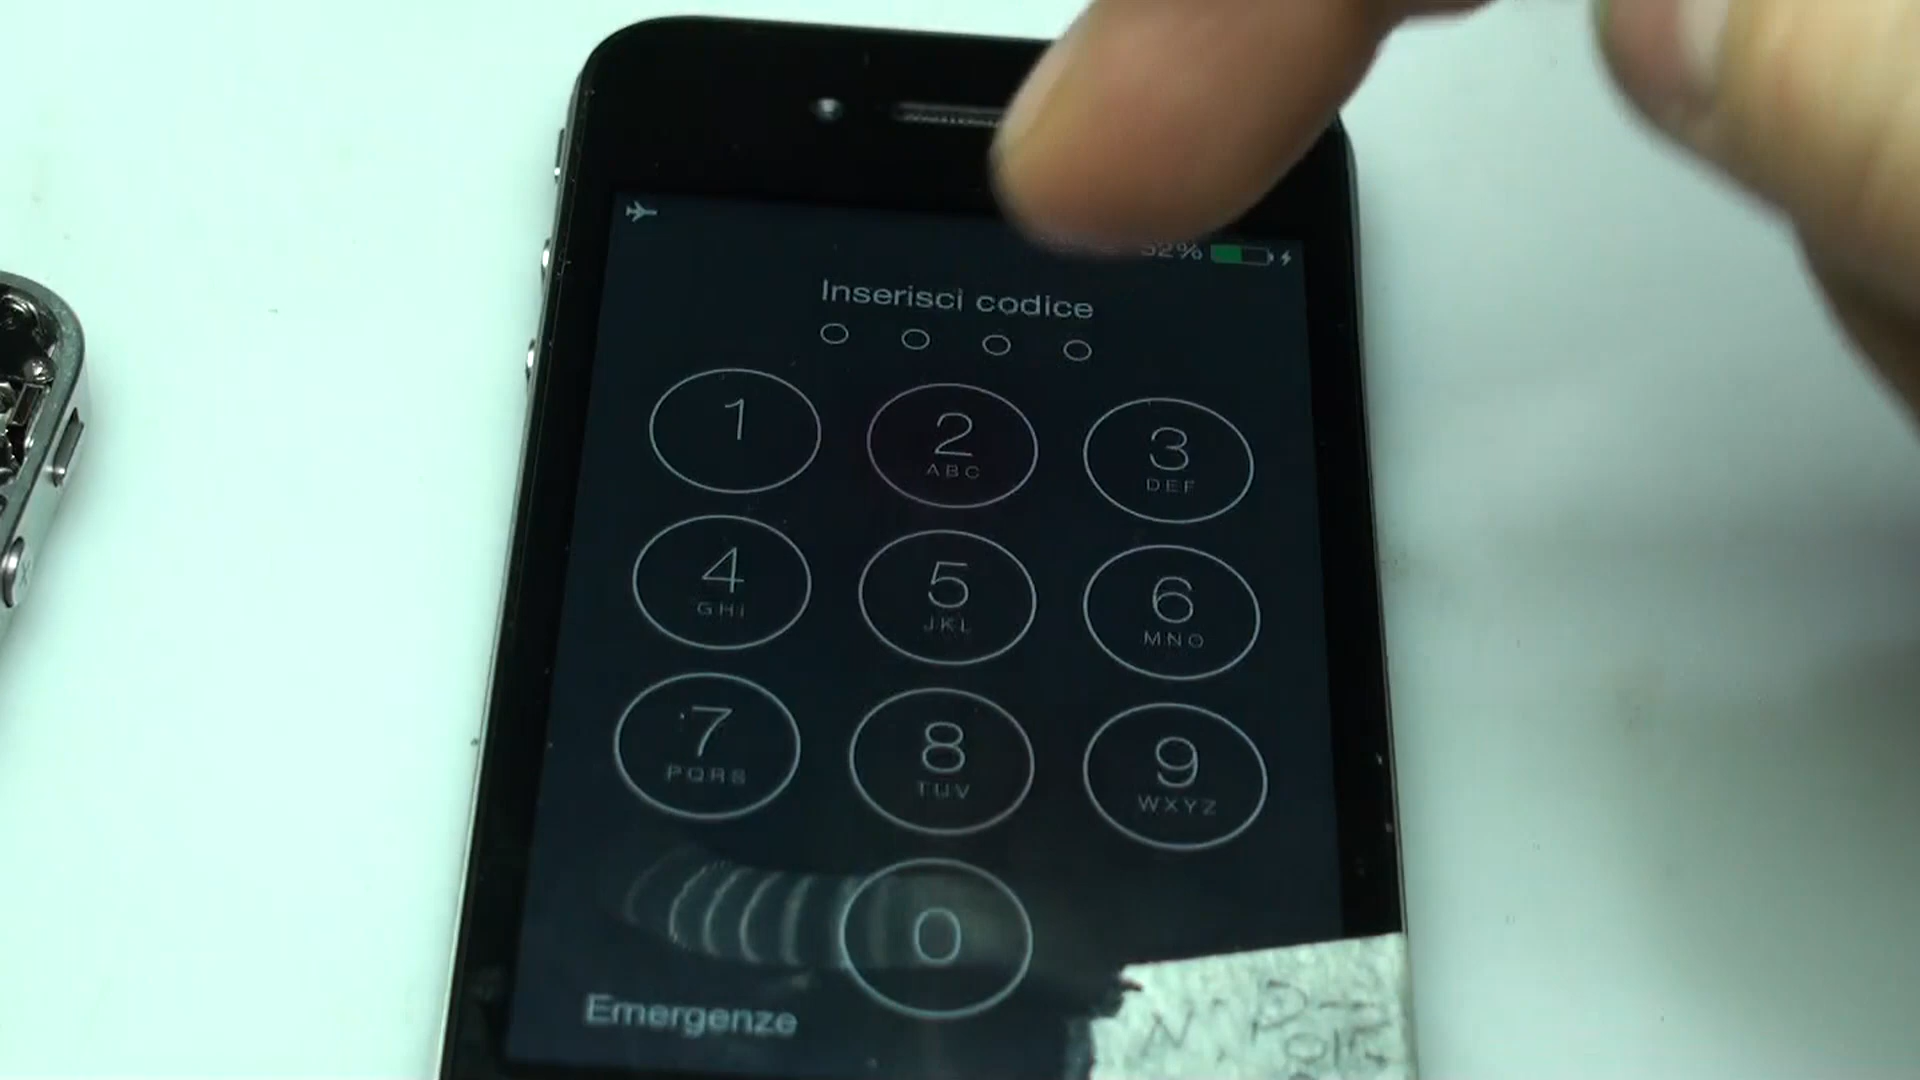 52%
Inserisci codice
1
2
3
ABC
DEF
4
5
6
GHI
JKL
MNO
7
8
9
PQRS
TUV
WXYZ
0
Emergenze